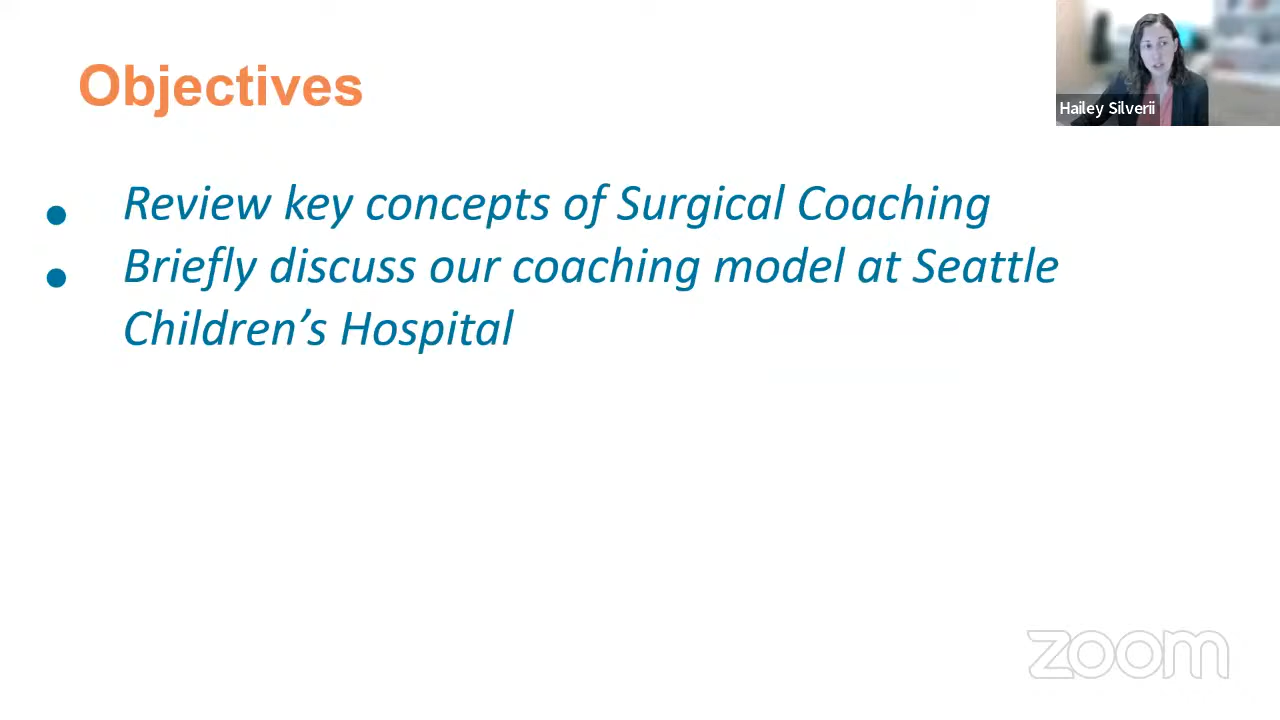 Objectives
Hailey Silverii
• Review key concepts of Surgical Coaching
• Briefly discuss our coaching model at Seattle
Children’s Hospital
zoom